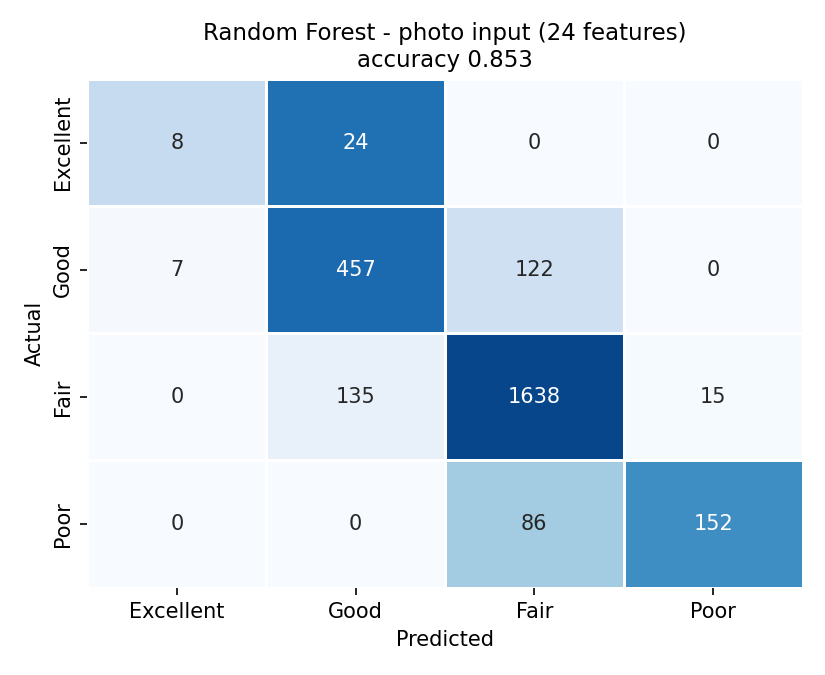 Random Forest - photo input (24 features)
accuracy 0.853
Actual
Excellent 8 24 0 0
Good 7 457 122 0
Fair 0 135 1638 15
Poor 0 0 86 152
Excellent Good Fair Poor
Predicted